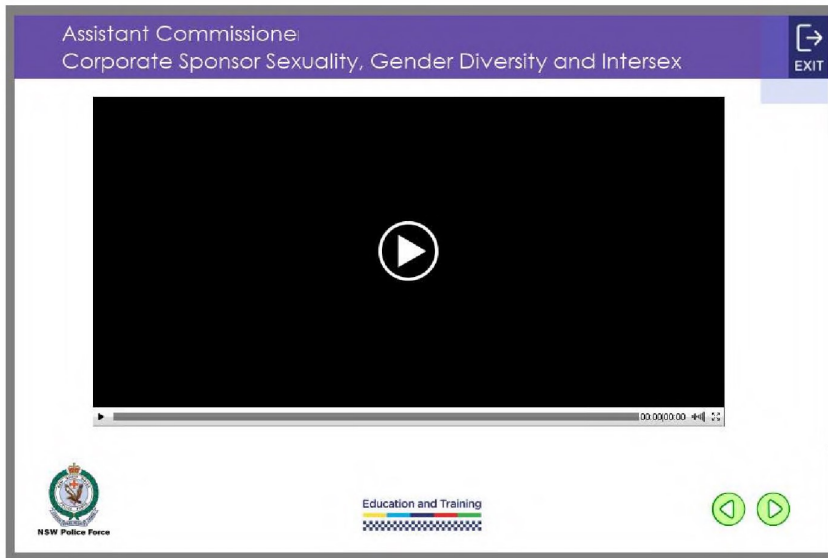 Assistant Commissioner
Corporate Sponsor Sexuality, Gender Diversity and Intersex
EXIT
00:00|00:00
Education and Training
NSW Police Force